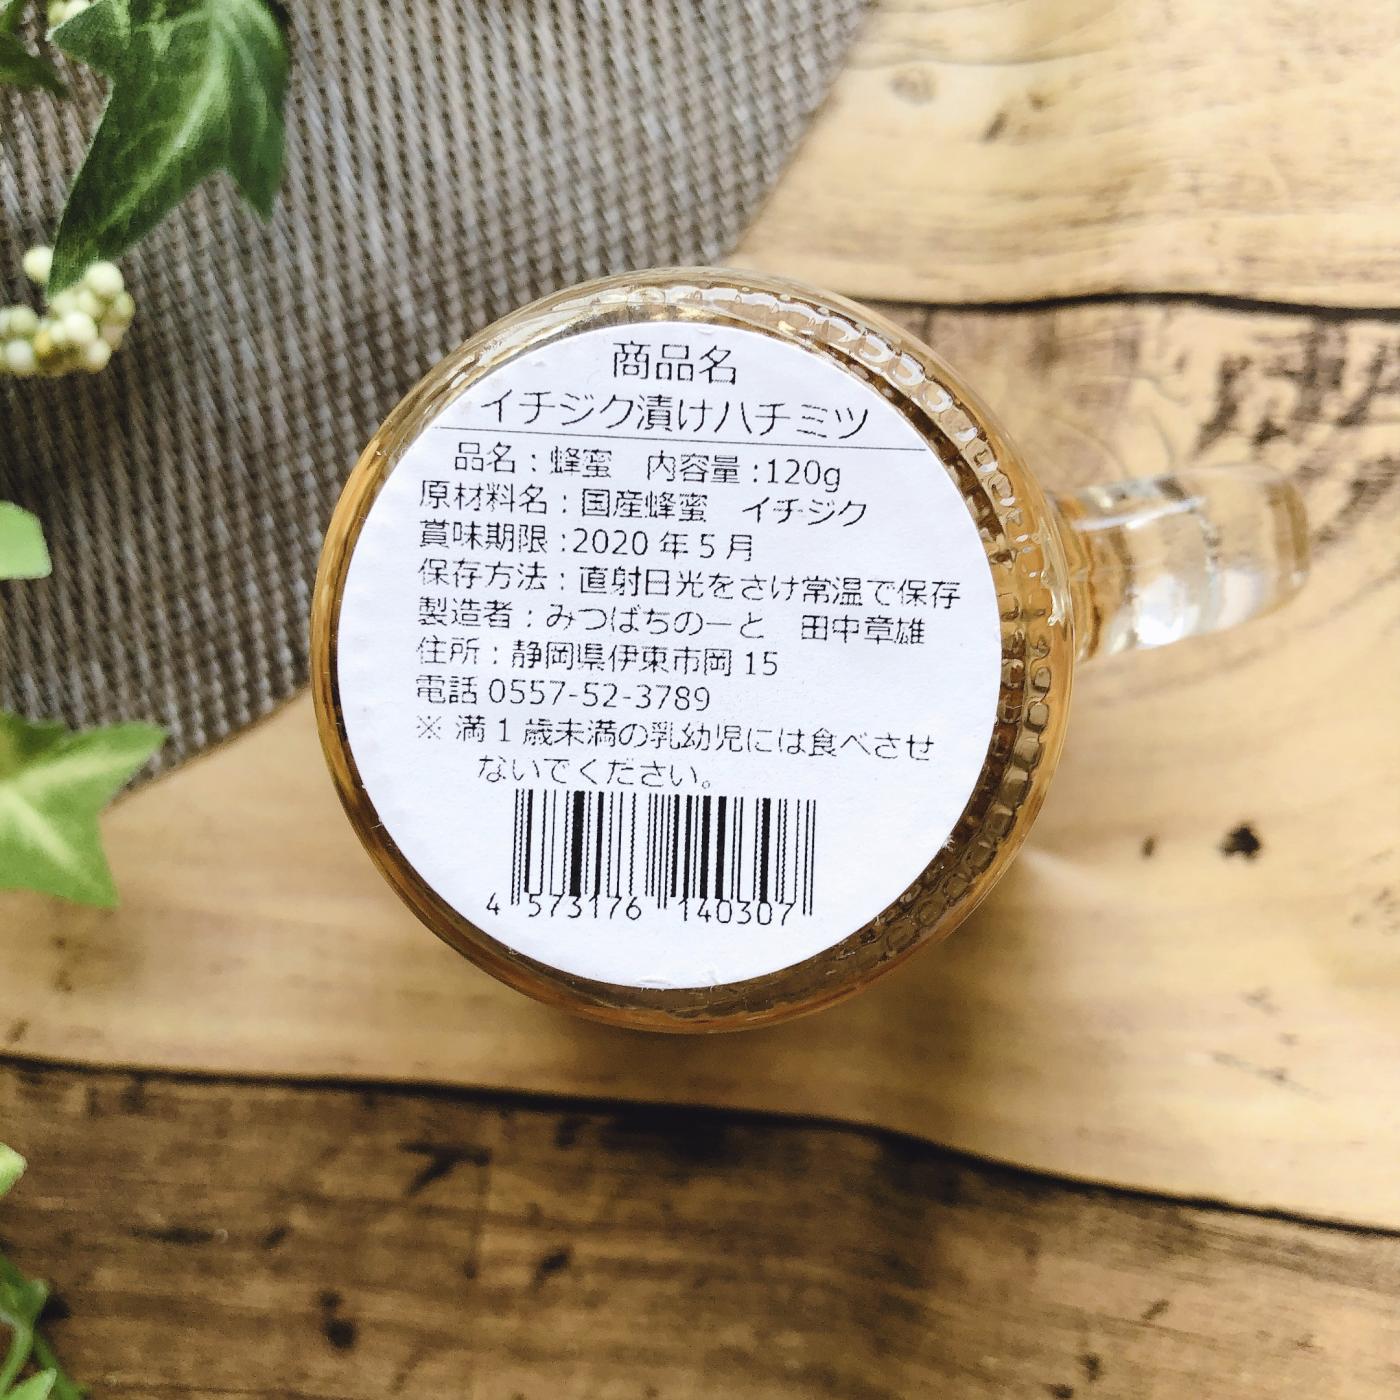 商品名
イチジク漬けハチミツ
品名：蜂蜜　内容量：120g
原材料名：国産蜂蜜　イチジク
賞味期限：2020 年 5 月
保存方法：直射日光をさけ常温で保存
製造者：みつばちのーと　田中章雄
住所：静岡県伊東市岡 15
電話 0557-52-3789
※ 満 1 歳未満の乳幼児には食べさせ
ないでください。
4 573176 140307